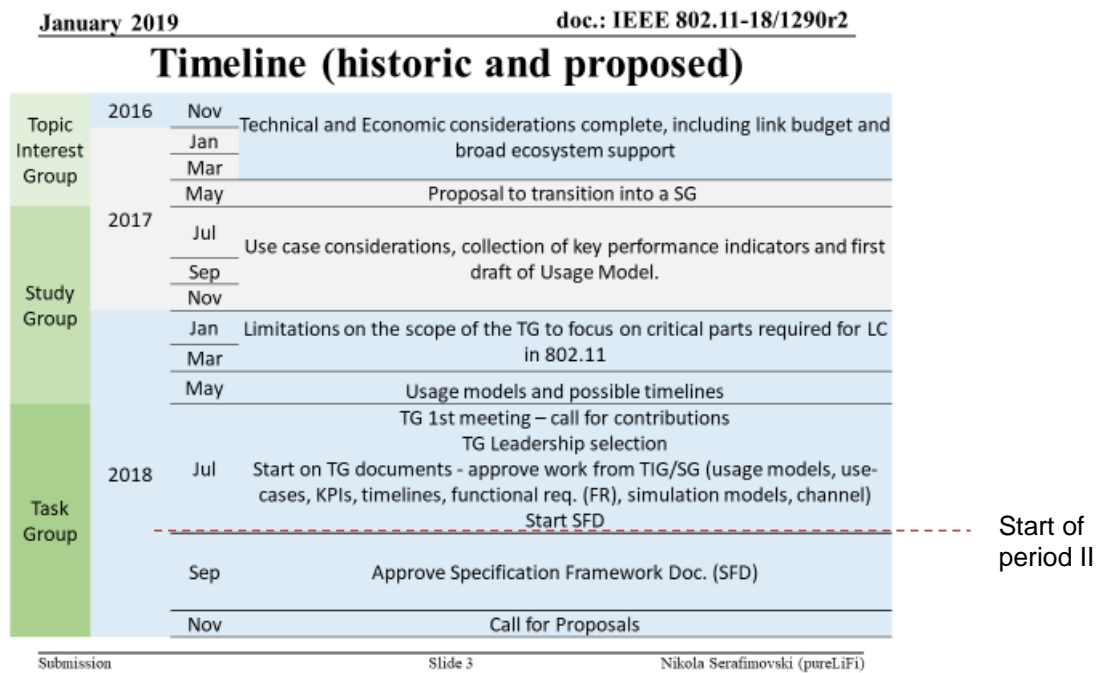 January 2019 doc.: IEEE 802.11-18/1290r2
Timeline (historic and proposed)
Topic
Interest
Group
2016
Nov
Technical and Economic considerations complete, including link budget and
broad ecosystem support
2017
Jan
Mar
May
Proposal to transition into a SG
Study
Group
Jul
Use case considerations, collection of key performance indicators and first
draft of Usage Model.
Sep
Nov
2018
Jan
Limitations on the scope of the TG to focus on critical parts required for LC
in 802.11
Mar
May
Usage models and possible timelines
Task
Group
Jul
TG 1st meeting – call for contributions
TG Leadership selection
Start on TG documents - approve work from TIG/SG (usage models, use-
cases, KPIs, timelines, functional req. (FR), simulation models, channel)
Start SFD
Start of
period II
Sep
Approve Specification Framework Doc. (SFD)
Nov
Call for Proposals
Submission Slide 3 Nikola Serafimovski (pureLiFi)